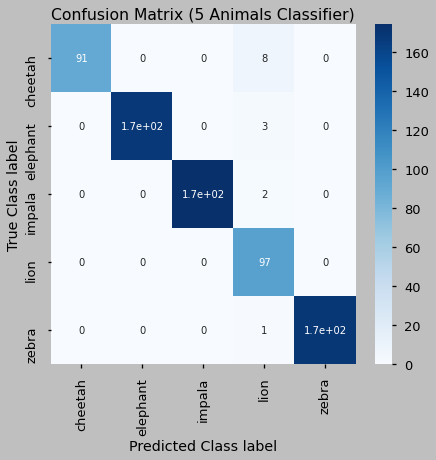 Confusion Matrix (5 Animals Classifier)
True Class label
cheetah 91 0 0 8 0
elephant 0 1.7e+02 0 3 0
impala 0 0 1.7e+02 2 0
lion 0 0 0 97 0
zebra 0 0 0 1 1.7e+02
cheetah elephant impala lion zebra
Predicted Class label
160
140
120
100
80
60
40
20
0